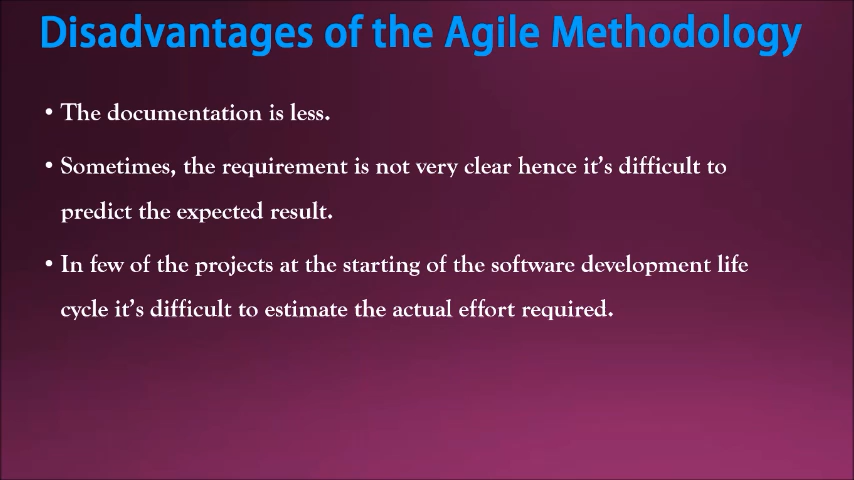 Disadvantages of the Agile Methodology
• The documentation is less.
• Sometimes, the requirement is not very clear hence it's difficult to
predict the expected result.
• In few of the projects at the starting of the software development life
cycle it's difficult to estimate the actual effort required.